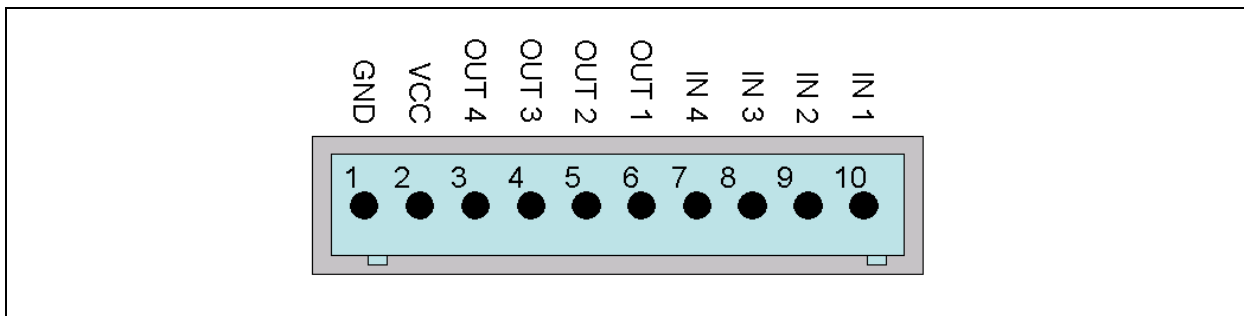 GND
VCC
OUT 4
OUT 3
OUT 2
OUT 1
IN 4
IN 3
IN 2
IN 1
1 2 3 4 5 6 7 8 9 10